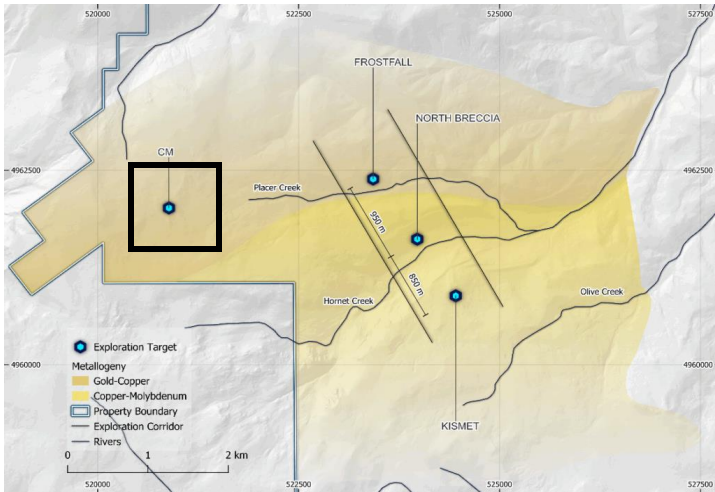 520000
522500
525000
527500
FROSTFALL
NORTH BRECCIA
CM
4962500
4962500
Placer Creek
950 m
850 m
Hornet Creek
Olive Creek
Exploration Target
Metallogeny
Gold-Copper
Copper-Molybdenum
Property Boundary
Exploration Corridor
Rivers
0 1 2 km
4960000
4960000
KISMET
520000
522500
525000
527500